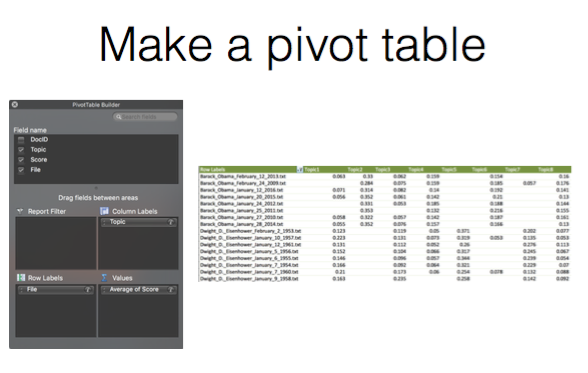 Make a pivot table
PivotTable Builder
Search fields
Field name
DocID
Topic
Score
File
Drag fields between areas
Report Filter
Column Labels
Topic
Row Labels
Values
File
Average of Score
Row Labels Topic1 Topic2 Topic3 Topic4 Topic5 Topic6 Topic7 Topic8
Barack_Obama_February_12_2013.txt 0.063 0.33 0.062 0.159 0.154 0.16
Barack_Obama_February_24_2009.txt 0.284 0.075 0.159 0.185 0.057 0.176
Barack_Obama_January_12_2016.txt 0.071 0.314 0.082 0.14 0.192 0.141
Barack_Obama_January_20_2015.txt 0.056 0.352 0.061 0.142 0.21 0.13
Barack_Obama_January_24_2012.txt 0.331 0.053 0.185 0.188 0.144
Barack_Obama_January_25_2011.txt 0.353 0.132 0.216 0.155
Barack_Obama_January_27_2010.txt 0.058 0.322 0.057 0.142 0.187 0.161
Barack_Obama_January_28_2014.txt 0.055 0.352 0.076 0.157 0.166 0.13
Dwight_D._Eisenhower_February_2_1953.txt 0.123 0.119 0.05 0.371 0.202 0.077
Dwight_D._Eisenhower_January_10_1957.txt 0.223 0.131 0.073 0.319 0.053 0.135 0.053
Dwight_D._Eisenhower_January_12_1961.txt 0.131 0.112 0.052 0.26 0.276 0.113
Dwight_D._Eisenhower_January_5_1956.txt 0.152 0.104 0.066 0.317 0.245 0.067
Dwight_D._Eisenhower_January_6_1955.txt 0.146 0.096 0.057 0.344 0.239 0.054
Dwight_D._Eisenhower_January_7_1954.txt 0.166 0.092 0.064 0.321 0.229 0.07
Dwight_D._Eisenhower_January_7_1960.txt 0.21 0.173 0.06 0.254 0.078 0.132 0.088
Dwight_D._Eisenhower_January_9_1958.txt 0.163 0.235 0.258 0.142 0.092